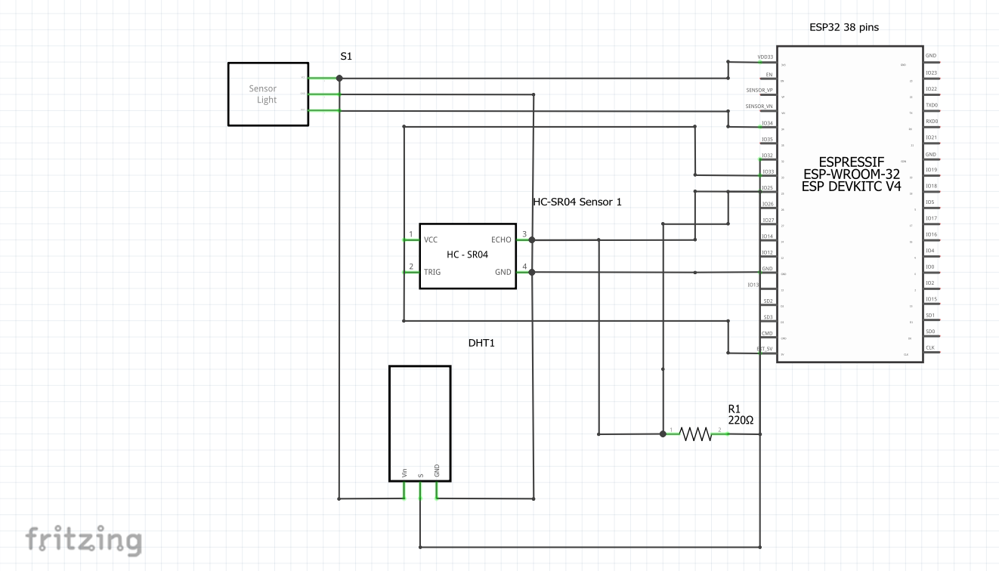 ESP32 38 pins
S1
Sensor
Light
VDD33
EN
SENSOR_VP
SENSOR_VN
IO34
IO35
IO32
IO33
IO25
IO26
IO27
IO14
IO12
GND
IO13
SD2
SD3
CMD
EXT_5V
ESPRESSIF
ESP-WROOM-32
ESP DEVKITC V4
GND
IO23
IO22
TXD0
RXD0
IO21
GND
IO19
IO18
IO5
IO17
IO16
IO4
IO0
IO2
IO15
SD1
SD0
CLK
HC-SR04 Sensor 1
1 VCC ECHO 3
HC - SR04
2 TRIG GND 4
DHT1
Vin
S
GND
R1
220Ω
1 2
fritzing